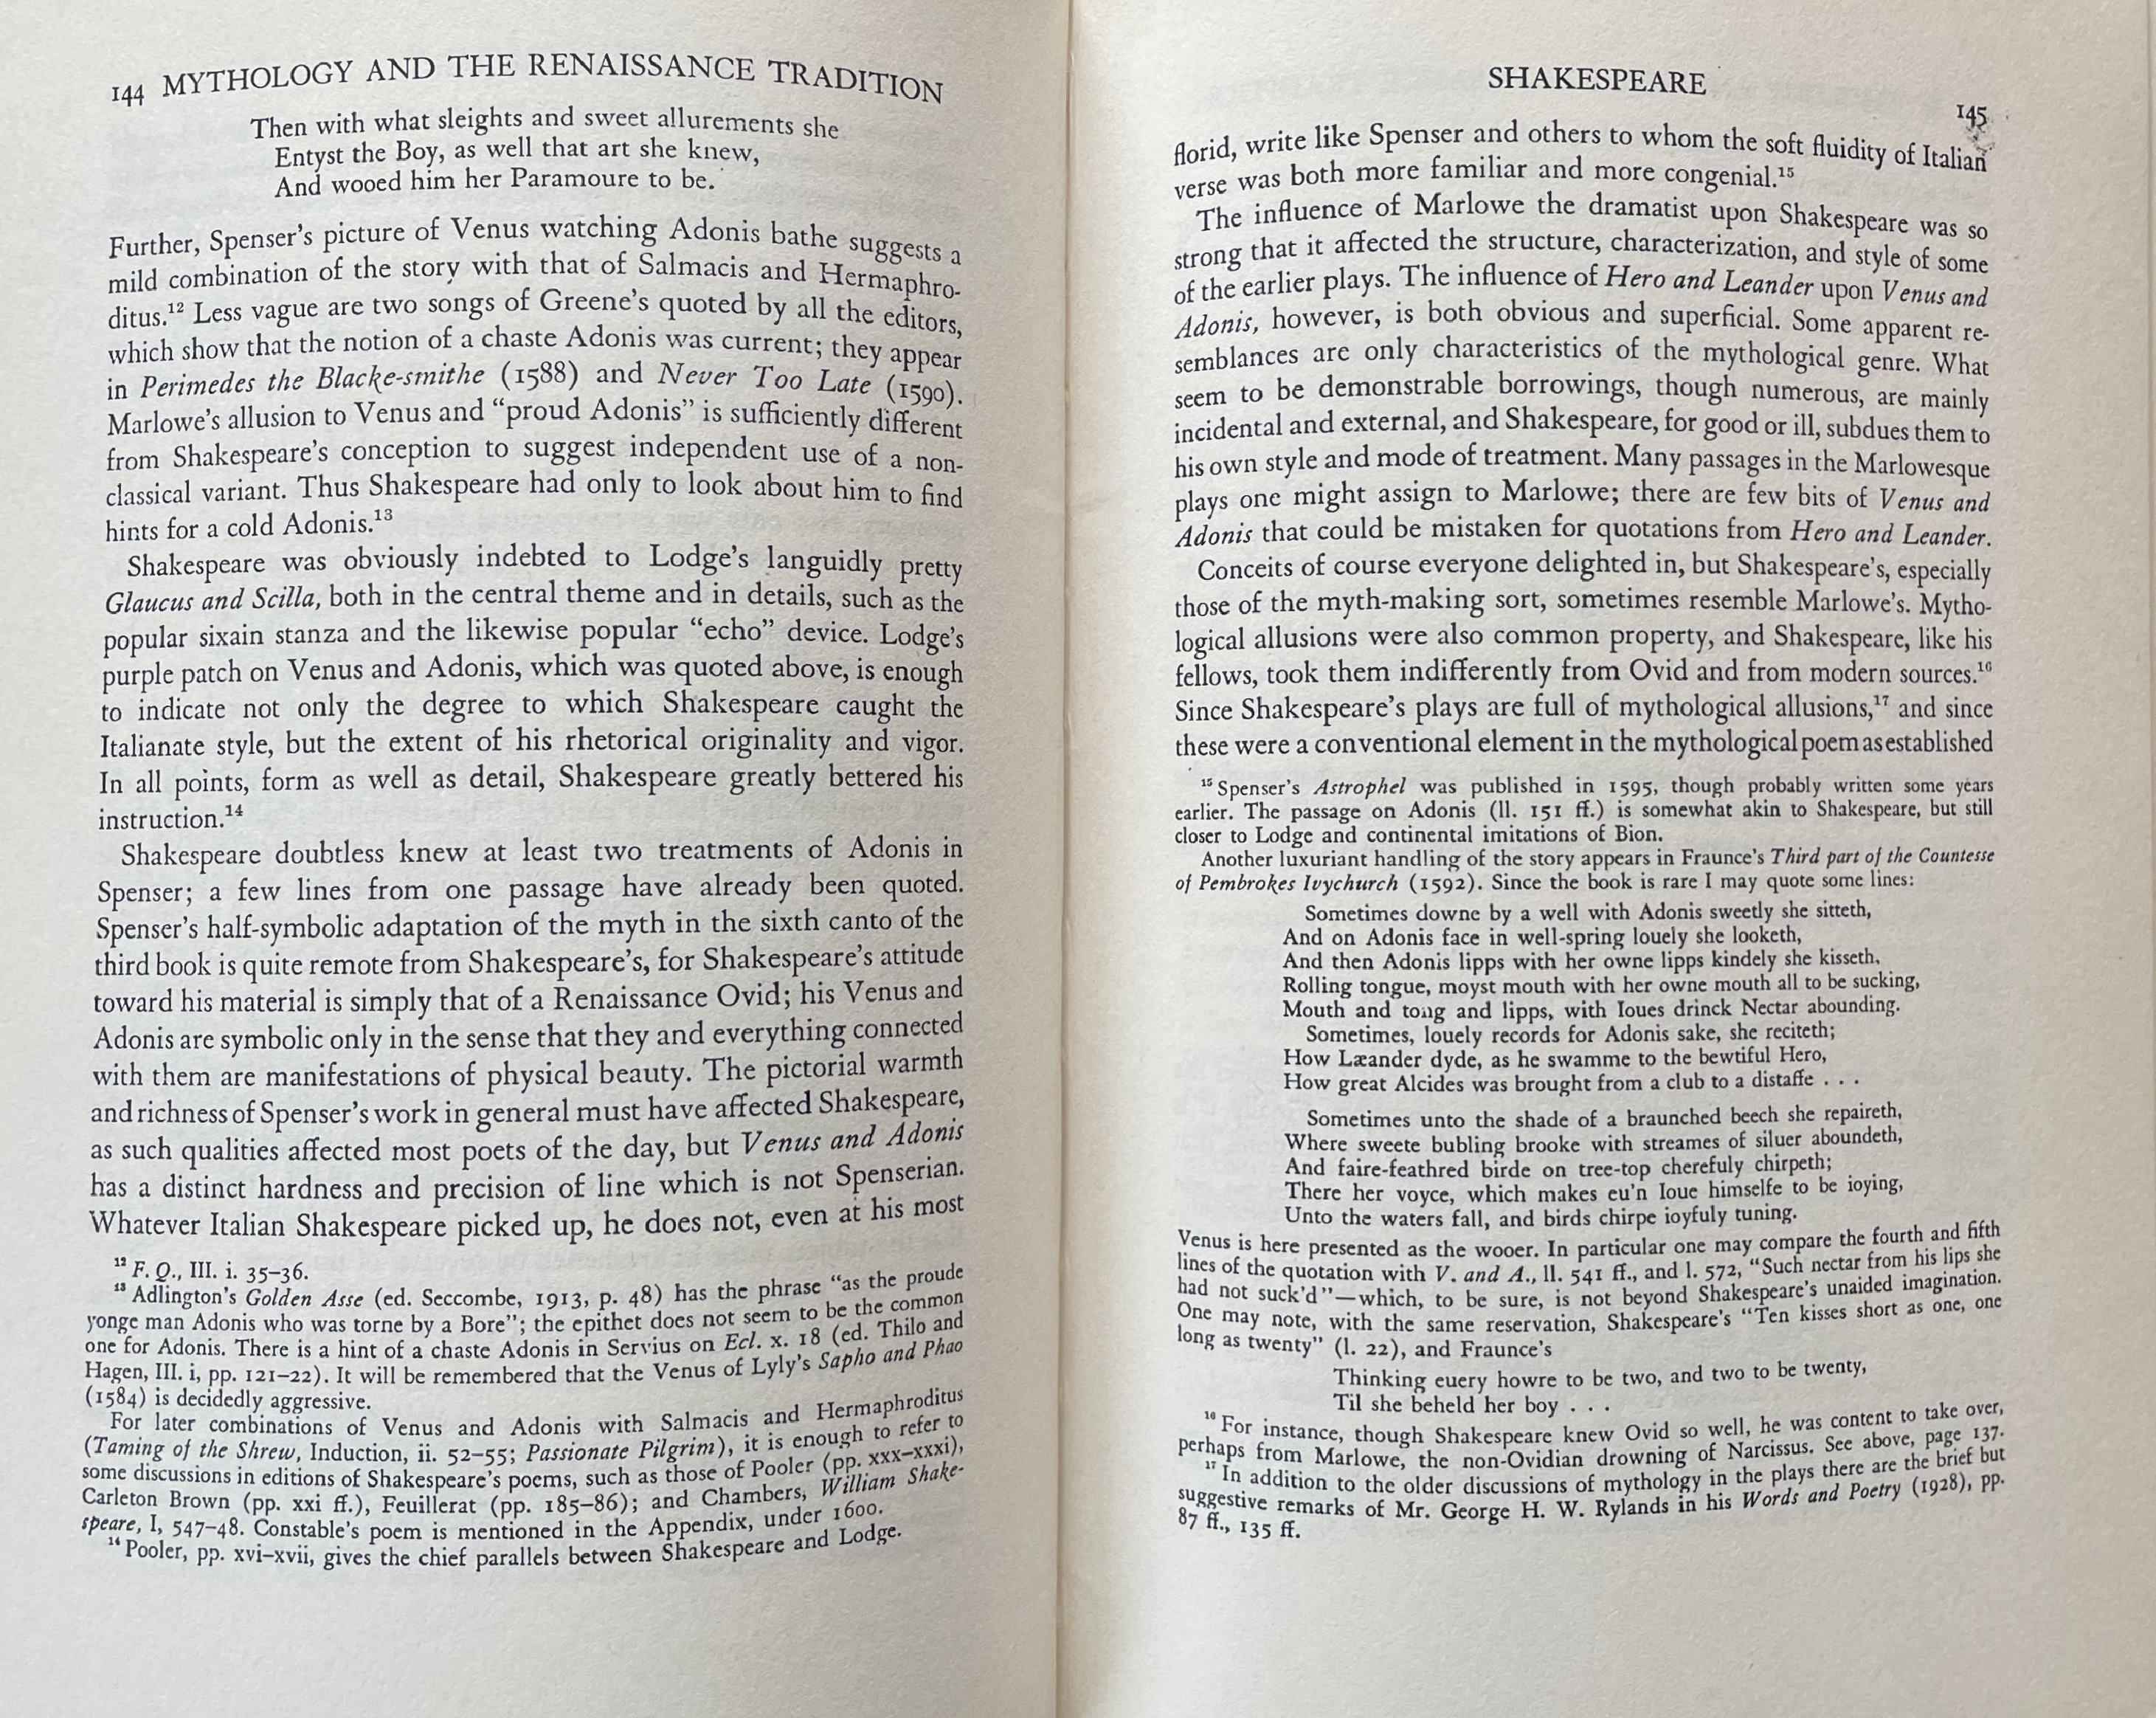 144 MYTHOLOGY AND THE RENAISSANCE TRADITION
Then with what sleights and sweet allurements she
Entyst the Boy, as well that art she knew,
And wooed him her Paramoure to be.
Further, Spenser's picture of Venus watching Adonis bathe suggests a
mild combination of the story with that of Salmacis and Hermaphro-
ditus.¹² Less vague are two songs of Greene's quoted by all the editors,
which show that the notion of a chaste Adonis was current; they appear
in Perimedes the Blacke-smithe (1588) and Never Too Late (1590).
Marlowe's allusion to Venus and “proud Adonis” is sufficiently different
from Shakespeare's conception to suggest independent use of a non-
classical variant. Thus Shakespeare had only to look about him to find
hints for a cold Adonis.¹³
Shakespeare was obviously indebted to Lodge's languidly pretty
Glaucus and Scilla, both in the central theme and in details, such as the
popular sixain stanza and the likewise popular “echo” device. Lodge's
purple patch on Venus and Adonis, which was quoted above, is enough
to indicate not only the degree to which Shakespeare caught the
Italianate style, but the extent of his rhetorical originality and vigor.
In all points, form as well as detail, Shakespeare greatly bettered his
instruction.¹⁴
Shakespeare doubtless knew at least two treatments of Adonis in
Spenser; a few lines from one passage have already been quoted.
Spenser's half-symbolic adaptation of the myth in the sixth canto of the
third book is quite remote from Shakespeare's, for Shakespeare's attitude
toward his material is simply that of a Renaissance Ovid; his Venus and
Adonis are symbolic only in the sense that they and everything connected
with them are manifestations of physical beauty. The pictorial warmth
and richness of Spenser's work in general must have affected Shakespeare,
as such qualities affected most poets of the day, but Venus and Adonis
has a distinct hardness and precision of line which is not Spenserian.
Whatever Italian Shakespeare picked up, he does not, even at his most
¹² F. Q., III. i. 35–36.
¹³ Adlington's Golden Asse (ed. Seccombe, 1913, p. 48) has the phrase “as the proude
yonge man Adonis who was torne by a Bore”; the epithet does not seem to be the common
one for Adonis. There is a hint of a chaste Adonis in Servius on Ecl. x. 18 (ed. Thilo and
Hagen, III. i, pp. 121–22). It will be remembered that the Venus of Lyly's Sapho and Phao
(1584) is decidedly aggressive.
For later combinations of Venus and Adonis with Salmacis and Hermaphroditus
(Taming of the Shrew, Induction, ii. 52–55; Passionate Pilgrim), it is enough to refer to
some discussions in editions of Shakespeare's poems, such as those of Pooler (pp. xxx–xxxi),
Carleton Brown (pp. xxi ff.), Feuillerat (pp. 185–86); and Chambers, William Shake-
speare, I, 547–48. Constable's poem is mentioned in the Appendix, under 1600.
¹⁴ Pooler, pp. xvi–xvii, gives the chief parallels between Shakespeare and Lodge.
SHAKESPEARE
145
florid, write like Spenser and others to whom the soft fluidity of Italian
verse was both more familiar and more congenial.¹⁵
The influence of Marlowe the dramatist upon Shakespeare was so
strong that it affected the structure, characterization, and style of some
of the earlier plays. The influence of Hero and Leander upon Venus and
Adonis, however, is both obvious and superficial. Some apparent re-
semblances are only characteristics of the mythological genre. What
seem to be demonstrable borrowings, though numerous, are mainly
incidental and external, and Shakespeare, for good or ill, subdues them to
his own style and mode of treatment. Many passages in the Marlowesque
plays one might assign to Marlowe; there are few bits of Venus and
Adonis that could be mistaken for quotations from Hero and Leander.
Conceits of course everyone delighted in, but Shakespeare's, especially
those of the myth-making sort, sometimes resemble Marlowe's. Mytho-
logical allusions were also common property, and Shakespeare, like his
fellows, took them indifferently from Ovid and from modern sources.¹⁶
Since Shakespeare's plays are full of mythological allusions,¹⁷ and since
these were a conventional element in the mythological poem as established
¹⁵ Spenser's Astrophel was published in 1595, though probably written some years
earlier. The passage on Adonis (ll. 151 ff.) is somewhat akin to Shakespeare, but still
closer to Lodge and continental imitations of Bion.
Another luxuriant handling of the story appears in Fraunce's Third part of the Countesse
of Pembrokes Ivychurch (1592). Since the book is rare I may quote some lines:
Sometimes downe by a well with Adonis sweetly she sitteth,
And on Adonis face in well-spring louely she looketh,
And then Adonis lipps with her owne lipps kindely she kisseth,
Rolling tongue, moyst mouth with her owne mouth all to be sucking,
Mouth and tong and lipps, with Ioues drinck Nectar abounding.
Sometimes, louely records for Adonis sake, she reciteth;
How Læander dyde, as he swamme to the bewtiful Hero,
How great Alcides was brought from a club to a distaffe . . .
Sometimes unto the shade of a braunched beech she repaireth,
Where sweete bubling brooke with streames of siluer aboundeth,
And faire-feathred birde on tree-top cherefuly chirpeth;
There her voyce, which makes eu'n Ioue himselfe to be ioying,
Unto the waters fall, and birds chirpe ioyfuly tuning.
Venus is here presented as the wooer. In particular one may compare the fourth and fifth
lines of the quotation with V. and A., ll. 541 ff., and l. 572, “Such nectar from his lips she
had not suck'd”—which, to be sure, is not beyond Shakespeare's unaided imagination.
One may note, with the same reservation, Shakespeare's “Ten kisses short as one, one
long as twenty” (l. 22), and Fraunce's
Thinking euery howre to be two, and two to be twenty,
Til she beheld her boy . . .
¹⁶ For instance, though Shakespeare knew Ovid so well, he was content to take over,
perhaps from Marlowe, the non-Ovidian drowning of Narcissus. See above, page 137.
¹⁷ In addition to the older discussions of mythology in the plays there are the brief but
suggestive remarks of Mr. George H. W. Rylands in his Words and Poetry (1928), pp.
87 ff., 135 ff.